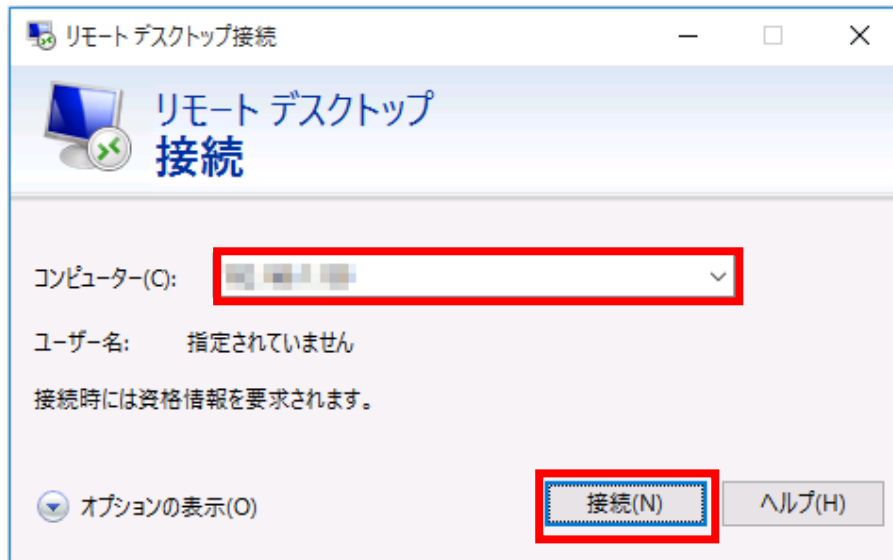 リモート デスクトップ接続
リモート デスクトップ
接続
コンピューター(C):
ユーザー名: 指定されていません
接続時には資格情報を要求されます。
オプションの表示(O) 接続(N) ヘルプ(H)